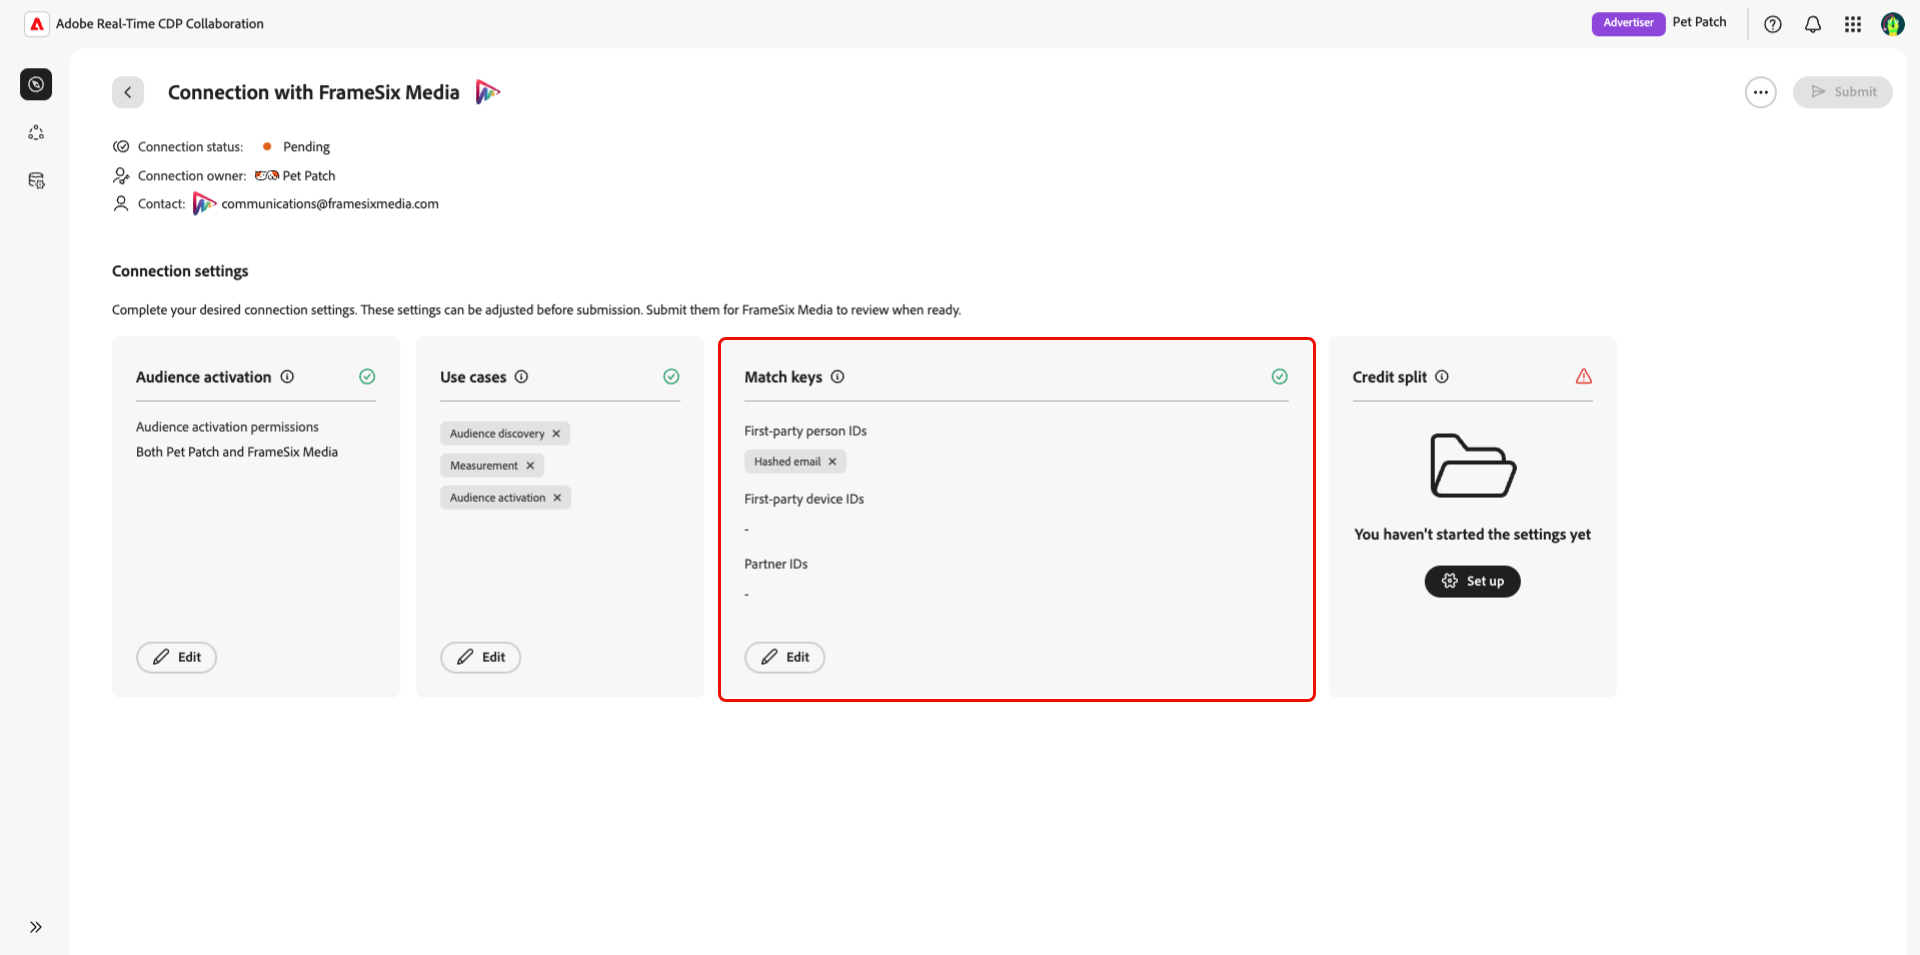 Adobe Real-Time CDP Collaboration
Advertiser Pet Patch
Connection with FrameSix Media
Submit
Connection status: Pending
Connection owner: Pet Patch
Contact: communications@framesixmedia.com
Connection settings
Complete your desired connection settings. These settings can be adjusted before submission. Submit them for FrameSix Media to review when ready.
Audience activation
Audience activation permissions
Both Pet Patch and FrameSix Media
Edit
Use cases
Audience discovery
Measurement
Audience activation
Edit
Match keys
First-party person IDs
Hashed email
First-party device IDs
-
Partner IDs
-
Edit
Credit split
You haven't started the settings yet
Set up